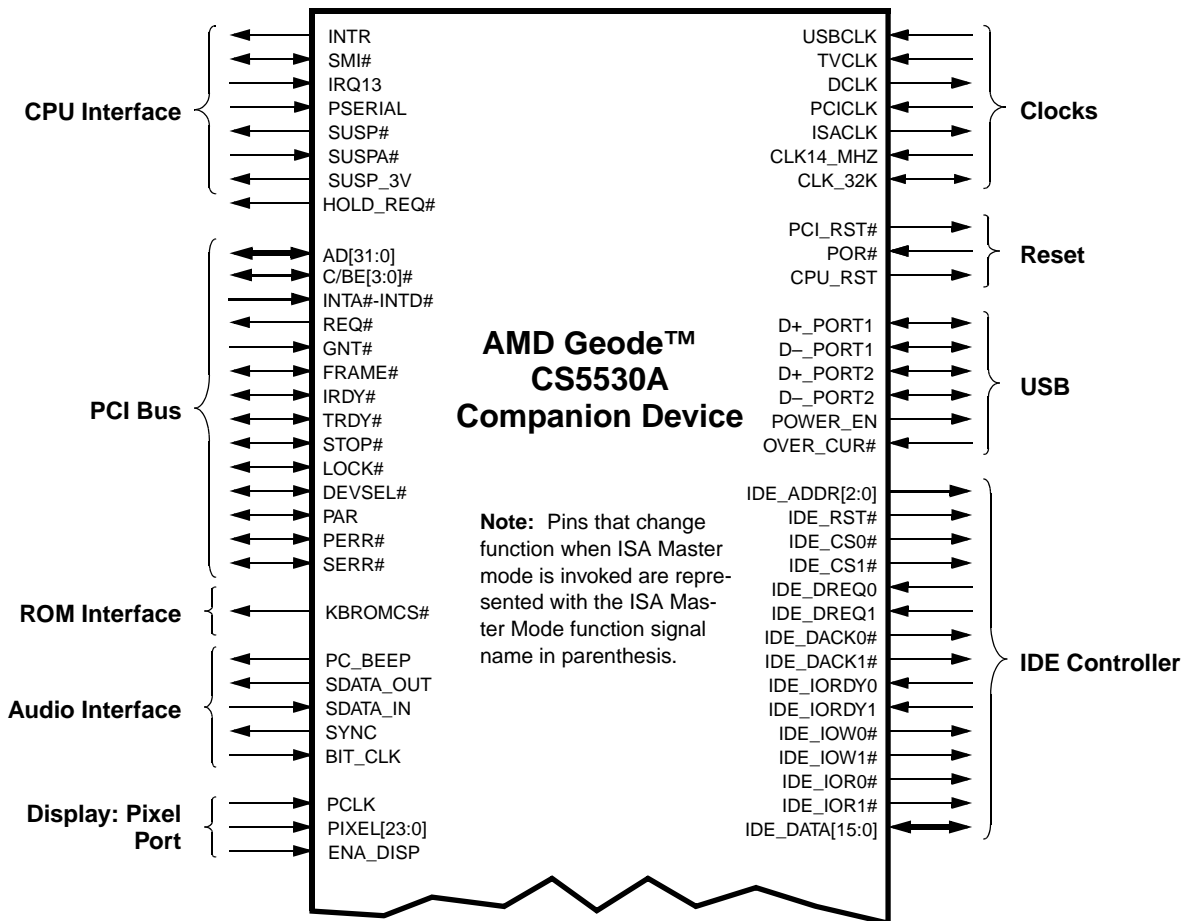 CPU Interface
INTR
SMI#
IRQ13
PSERIAL
SUSP#
SUSPA#
SUSP_3V
HOLD_REQ#
PCI Bus
AD[31:0]
C/BE[3:0]#
INTA#-INTD#
REQ#
GNT#
FRAME#
IRDY#
TRDY#
STOP#
LOCK#
DEVSEL#
PAR
PERR#
SERR#
ROM Interface
KBROMCS#
Audio Interface
PC_BEEP
SDATA_OUT
SDATA_IN
SYNC
BIT_CLK
Display: Pixel
Port
PCLK
PIXEL[23:0]
ENA_DISP
AMD Geode™
CS5530A
Companion Device
Note: Pins that change
function when ISA Master
mode is invoked are repre-
sented with the ISA Mas-
ter Mode function signal
name in parenthesis.
USBCLK
TVCLK
DCLK
PCICLK
ISACLK
CLK14_MHZ
CLK_32K
Clocks
PCI_RST#
POR#
CPU_RST
Reset
D+_PORT1
D–_PORT1
D+_PORT2
D–_PORT2
POWER_EN
OVER_CUR#
USB
IDE_ADDR[2:0]
IDE_RST#
IDE_CS0#
IDE_CS1#
IDE_DREQ0
IDE_DREQ1
IDE_DACK0#
IDE_DACK1#
IDE_IORDY0
IDE_IORDY1
IDE_IOW0#
IDE_IOW1#
IDE_IOR0#
IDE_IOR1#
IDE_DATA[15:0]
IDE Controller